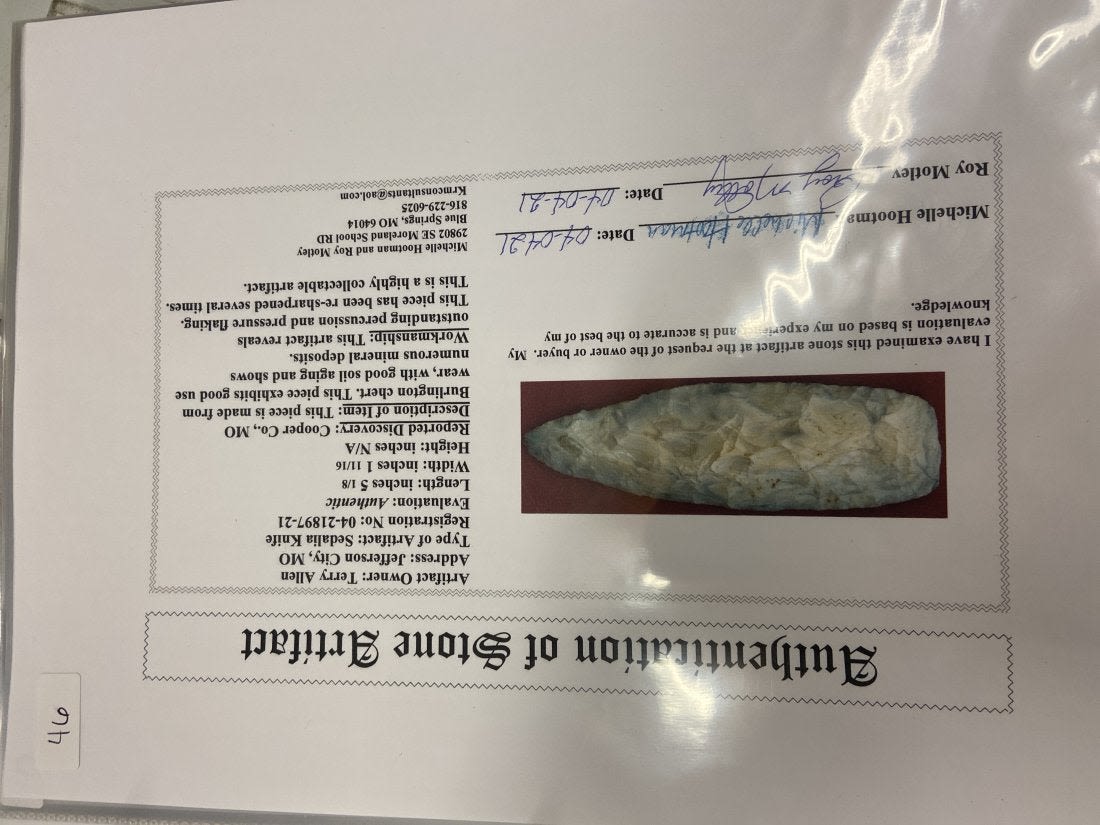 Authentication of Stone Artifact
Artifact Owner: Terry Allen
Address: Jefferson City, MO
Type of Artifact: Sedalia Knife
Registration No: 04-21897-21
Evaluation: Authentic
Length: inches 5 1/8
Width: inches 1 11/16
Height: inches N/A
Reported Discovery: Cooper Co., MO
Description of Item: This piece is made from
Burlington chert. This piece exhibits good use
wear, with good soil aging and shows
numerous mineral deposits.
Workmanship: This artifact reveals
outstanding percussion and pressure flaking.
This piece has been re-sharpened several times.
This is a highly collectable artifact.
Michelle Hootman and Roy Motley
29802 SE Moreland School RD
Blue Springs, MO 64014
816-229-6025
Krmconsultants@aol.com
I have examined this stone artifact at the request of the owner or buyer. My
evaluation is based on my experience and is accurate to the best of my
knowledge.
Michelle Hootma Michelle Hootman Date: 04-04-21
Roy Motley Roy Motley Date: 04-04-21
46